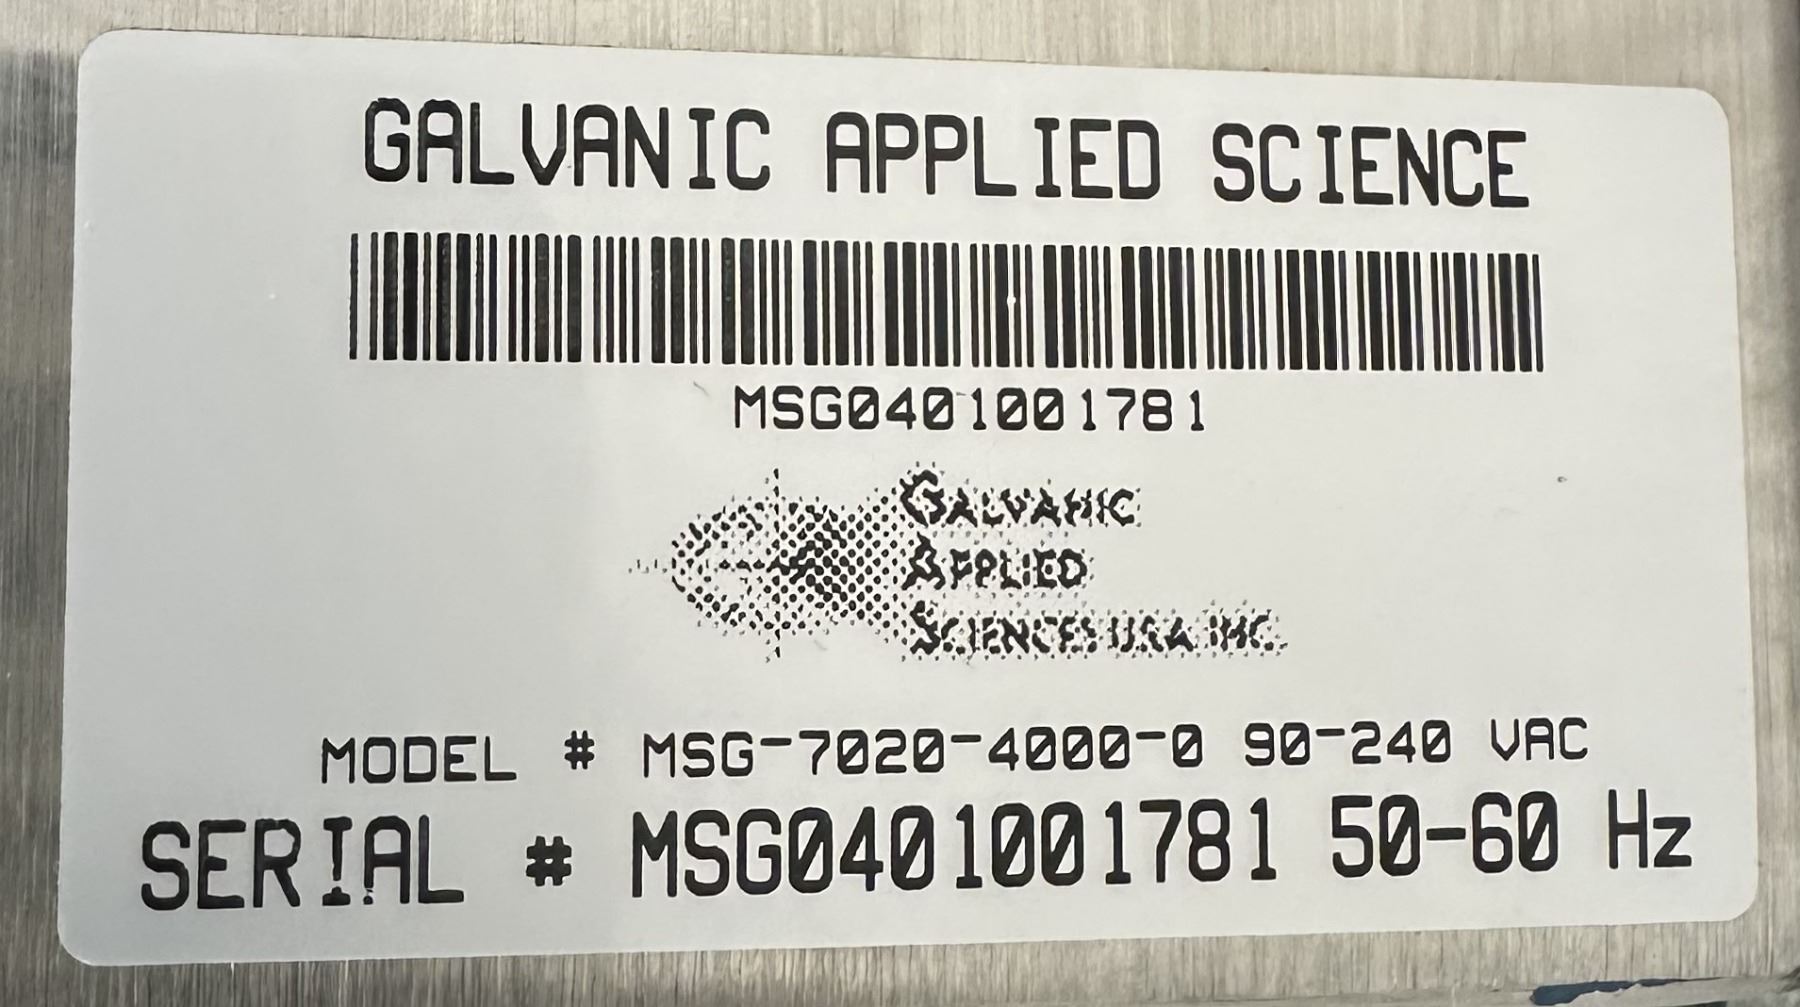 GALVANIC APPLIED SCIENCE
MSG0401001781
GALVANIC
APPLIED
SCIENCES USA INC.
MODEL # MSG-7020-4000-0 90-240 VAC
SERIAL # MSG0401001781 50-60 Hz